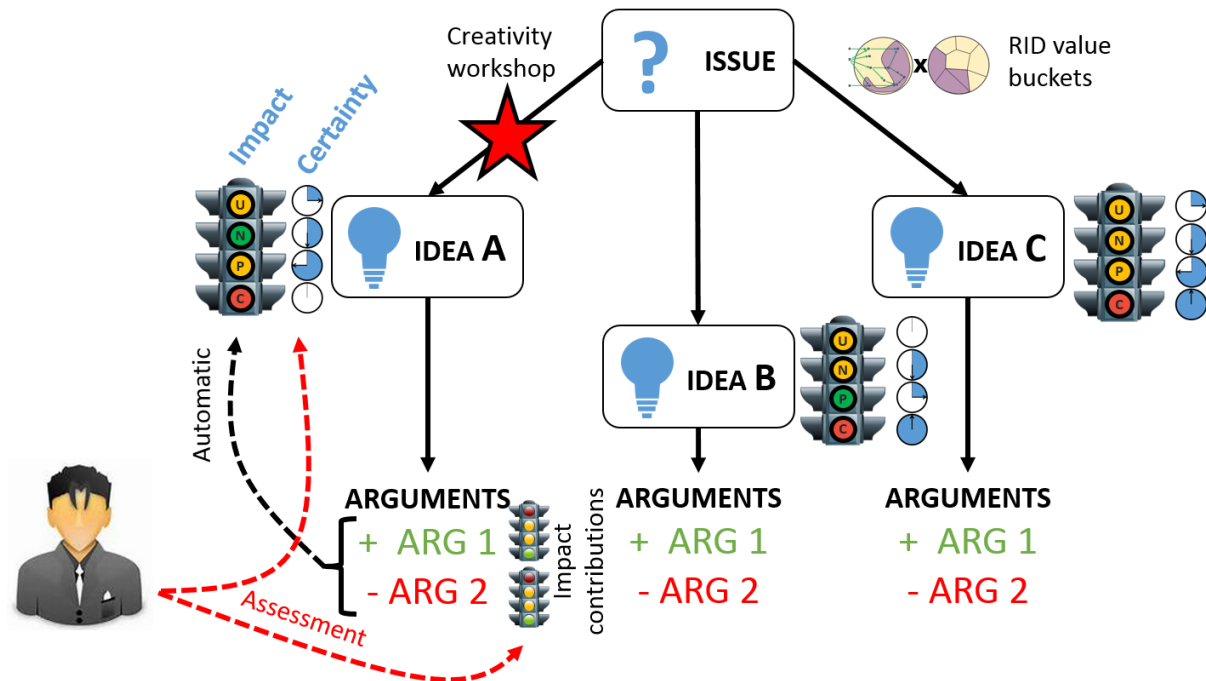 Creativity
workshop
? ISSUE
x
RID value
buckets
Impact
Certainty
U
N
P
C
IDEA A
IDEA C
U
N
P
C
IDEA B
U
N
P
C
Automatic
ARGUMENTS
+ ARG 1
- ARG 2
Impact
contributions
ARGUMENTS
+ ARG 1
- ARG 2
ARGUMENTS
+ ARG 1
- ARG 2
Assessment